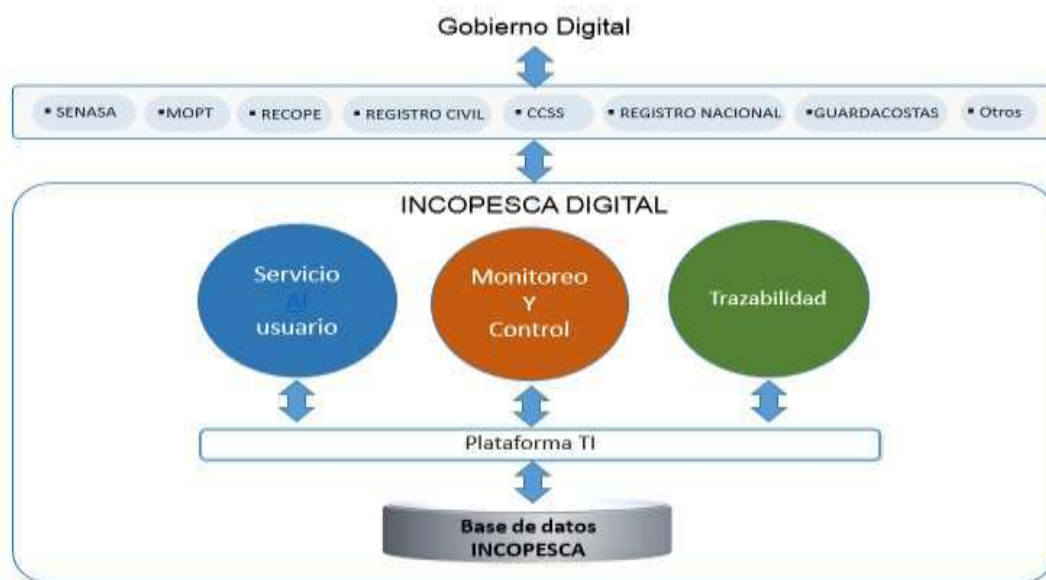 Gobierno Digital
▪ SENASA ▪MOPT ▪ RECOPE ▪ REGISTRO CIVIL ▪ CCSS ▪ REGISTRO NACIONAL ▪GUARDACOSTAS ▪ Otros
INCOPESCA DIGITAL
Servicio
Al
usuario
Monitoreo
Y
Control
Trazabilidad
Plataforma TI
Base de datos
INCOPESCA